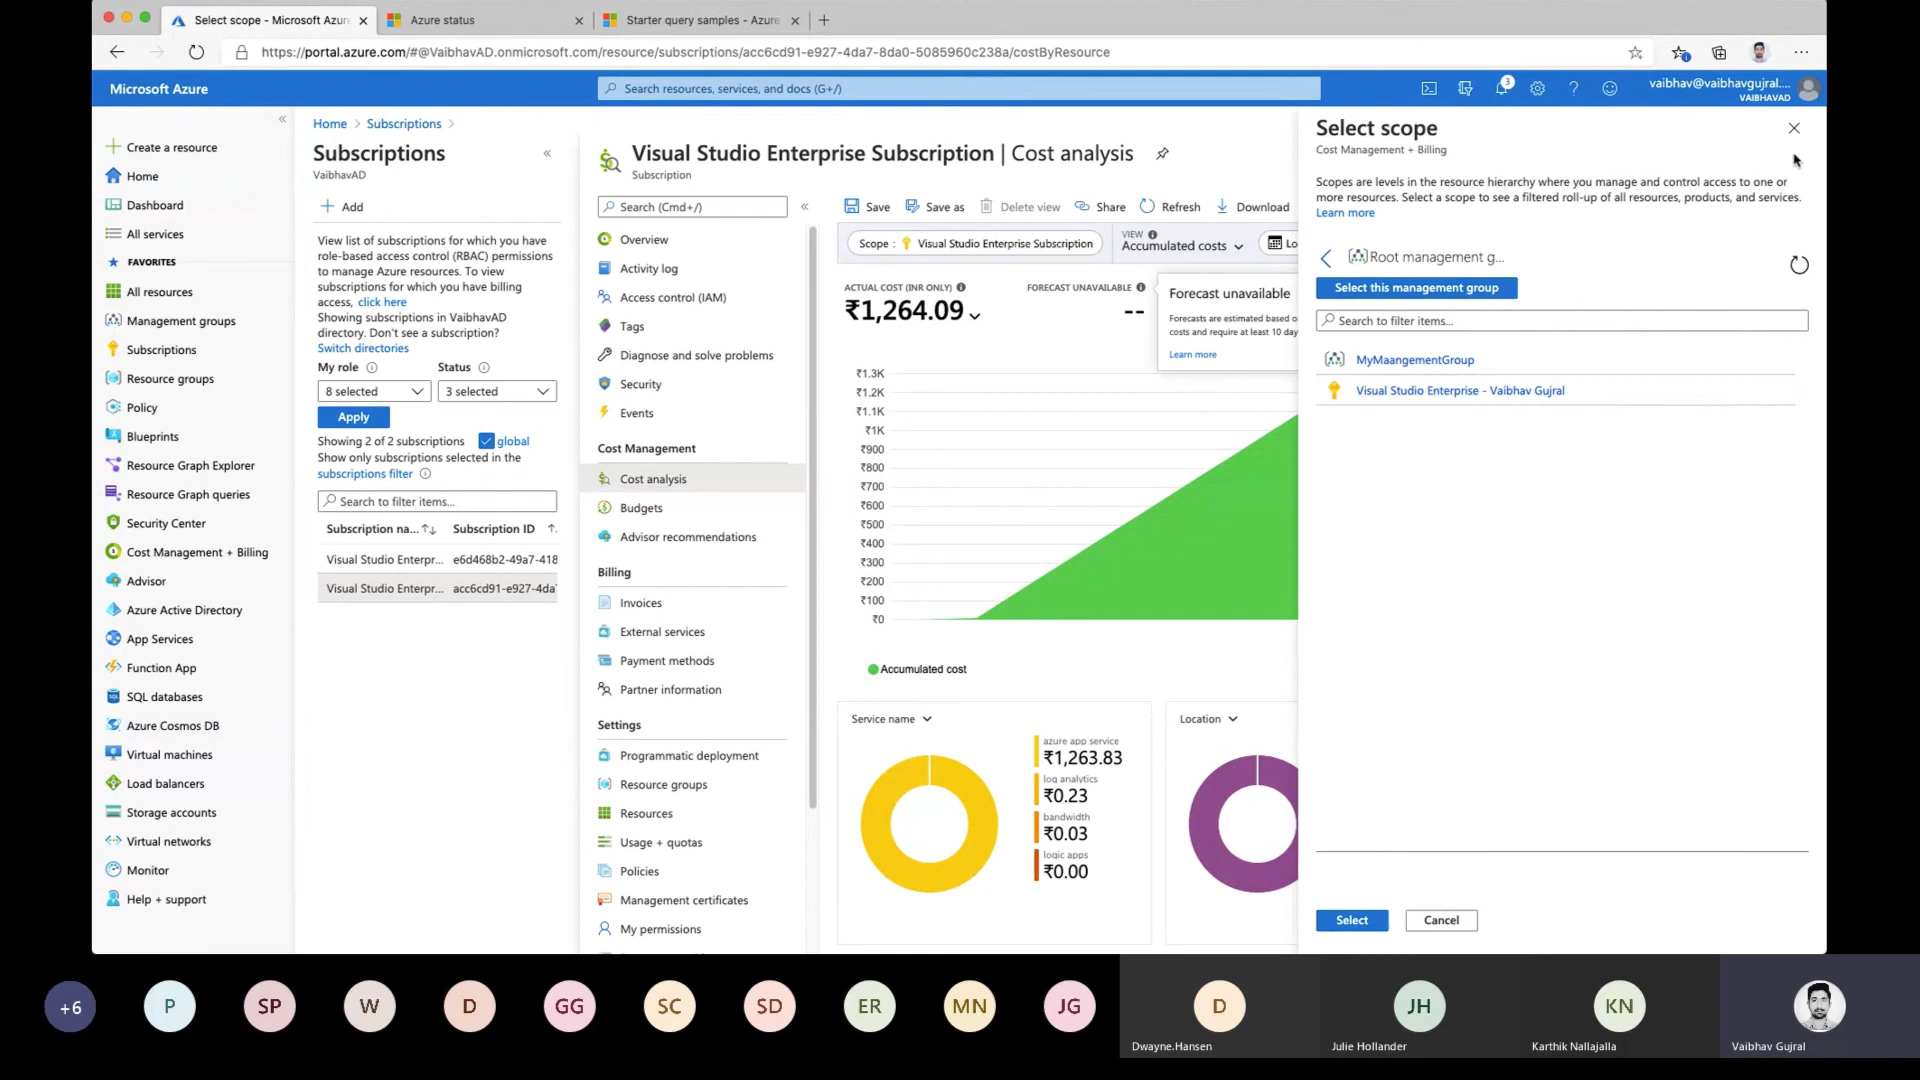 Select scope - Microsoft Azur
Azure status
Starter query samples - Azure
https://portal.azure.com/#@VaibhavAD.onmicrosoft.com/resource/subscriptions/acc6cd91-e927-4da7-8da0-5085960c238a/costByResource
Microsoft Azure
Search resources, services, and docs (G+/)
3
vaibhav@vaibhavgujral....
VAIBHAVAD
Create a resource
Home
Dashboard
All services
FAVORITES
All resources
Management groups
Subscriptions
Resource groups
Policy
Blueprints
Resource Graph Explorer
Resource Graph queries
Security Center
Cost Management + Billing
Advisor
Azure Active Directory
App Services
Function App
SQL databases
Azure Cosmos DB
Virtual machines
Load balancers
Storage accounts
Virtual networks
Monitor
Help + support
Home > Subscriptions >
Subscriptions
VaibhavAD
Add
View list of subscriptions for which you have
role-based access control (RBAC) permissions
to manage Azure resources. To view
subscriptions for which you have billing
access, click here
Showing subscriptions in VaibhavAD
directory. Don't see a subscription?
Switch directories
My role
Status
8 selected
3 selected
Apply
Showing 2 of 2 subscriptions global
Show only subscriptions selected in the
subscriptions filter
Search to filter items...
Subscription na... Subscription ID
Visual Studio Enterpr... e6d468b2-49a7-418
Visual Studio Enterpr... acc6cd91-e927-4da
Visual Studio Enterprise Subscription | Cost analysis
Subscription
Search (Cmd+/)
Overview
Activity log
Access control (IAM)
Tags
Diagnose and solve problems
Security
Events
Cost Management
Cost analysis
Budgets
Advisor recommendations
Billing
Invoices
External services
Payment methods
Partner information
Settings
Programmatic deployment
Resource groups
Resources
Usage + quotas
Policies
Management certificates
My permissions
Save
Save as
Delete view
Share
Refresh
Download
Scope : Visual Studio Enterprise Subscription
VIEW
Accumulated costs
Lo
ACTUAL COST (INR ONLY)
₹1,264.09
FORECAST UNAVAILABLE
--
Forecast unavailable
Forecasts are estimated based o
costs and require at least 10 day
Learn more
₹1.3K
₹1.2K
₹1.1K
₹1K
₹900
₹800
₹700
₹600
₹500
₹400
₹300
₹200
₹100
₹0
Accumulated cost
Service name
azure app service
₹1,263.83
log analytics
₹0.23
bandwidth
₹0.03
logic apps
₹0.00
Location
Select scope
Cost Management + Billing
Scopes are levels in the resource hierarchy where you manage and control access to one or
more resources. Select a scope to see a filtered roll-up of all resources, products, and services.
Learn more
Root management g...
Select this management group
Search to filter items...
MyMaangementGroup
Visual Studio Enterprise - Vaibhav Gujral
Select
Cancel
+6
P
SP
W
D
GG
SC
SD
ER
MN
JG
D
Dwayne.Hansen
JH
Julie Hollander
KN
Karthik Nallajalla
Vaibhav Gujral